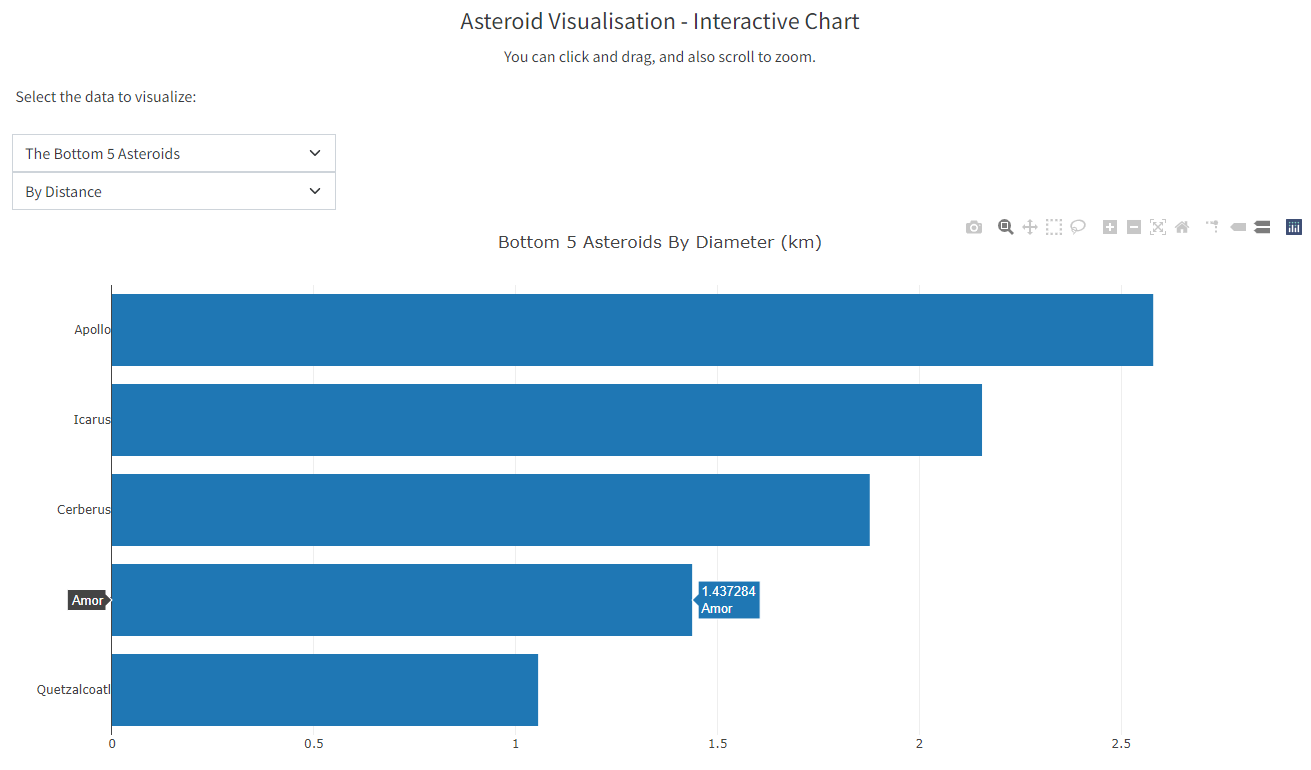 Asteroid Visualisation - Interactive Chart
You can click and drag, and also scroll to zoom.
Select the data to visualize:
The Bottom 5 Asteroids
By Distance
Bottom 5 Asteroids By Diameter (km)
Apollo
Icarus
Cerberus
Amor
1.437284
Amor
Quetzalcoatl
0 0.5 1 1.5 2 2.5